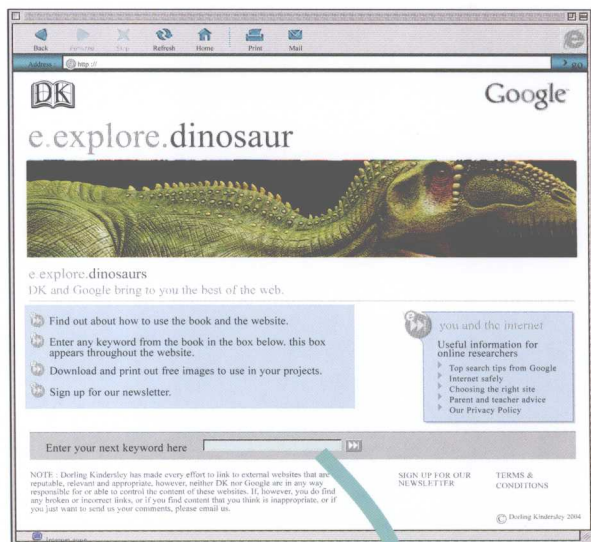 Back Forward Stop Refresh Home Print Mail
Address : http :// > go
DK Google
e.explore.dinosaur
e.explore.dinosaurs
DK and Google bring to you the best of the web.
Find out about how to use the book and the website.
Enter any keyword from the book in the box below. this box
appears throughout the website.
Download and print out free images to use in your projects.
Sign up for our newsletter.
e you and the internet
Useful information for
online researchers
Top search tips from Google
Internet safely
Choosing the right site
Parent and teacher advice
Our Privacy Policy
Enter your next keyword here
NOTE : Dorling Kindersley has made every effort to link to external websites that are
reputable, relevant and appropriate, however, neither DK nor Google are in any way
responsible for or able to control the content of these websites. If, however, you do find
any broken or incorrect links, or if you find content that you think is inappropriate, or if
you just want to send us your comments, please email us.
SIGN UP FOR OUR
NEWSLETTER
TERMS &
CONDITIONS
© Dorling Kindersley 2004
Internet zone